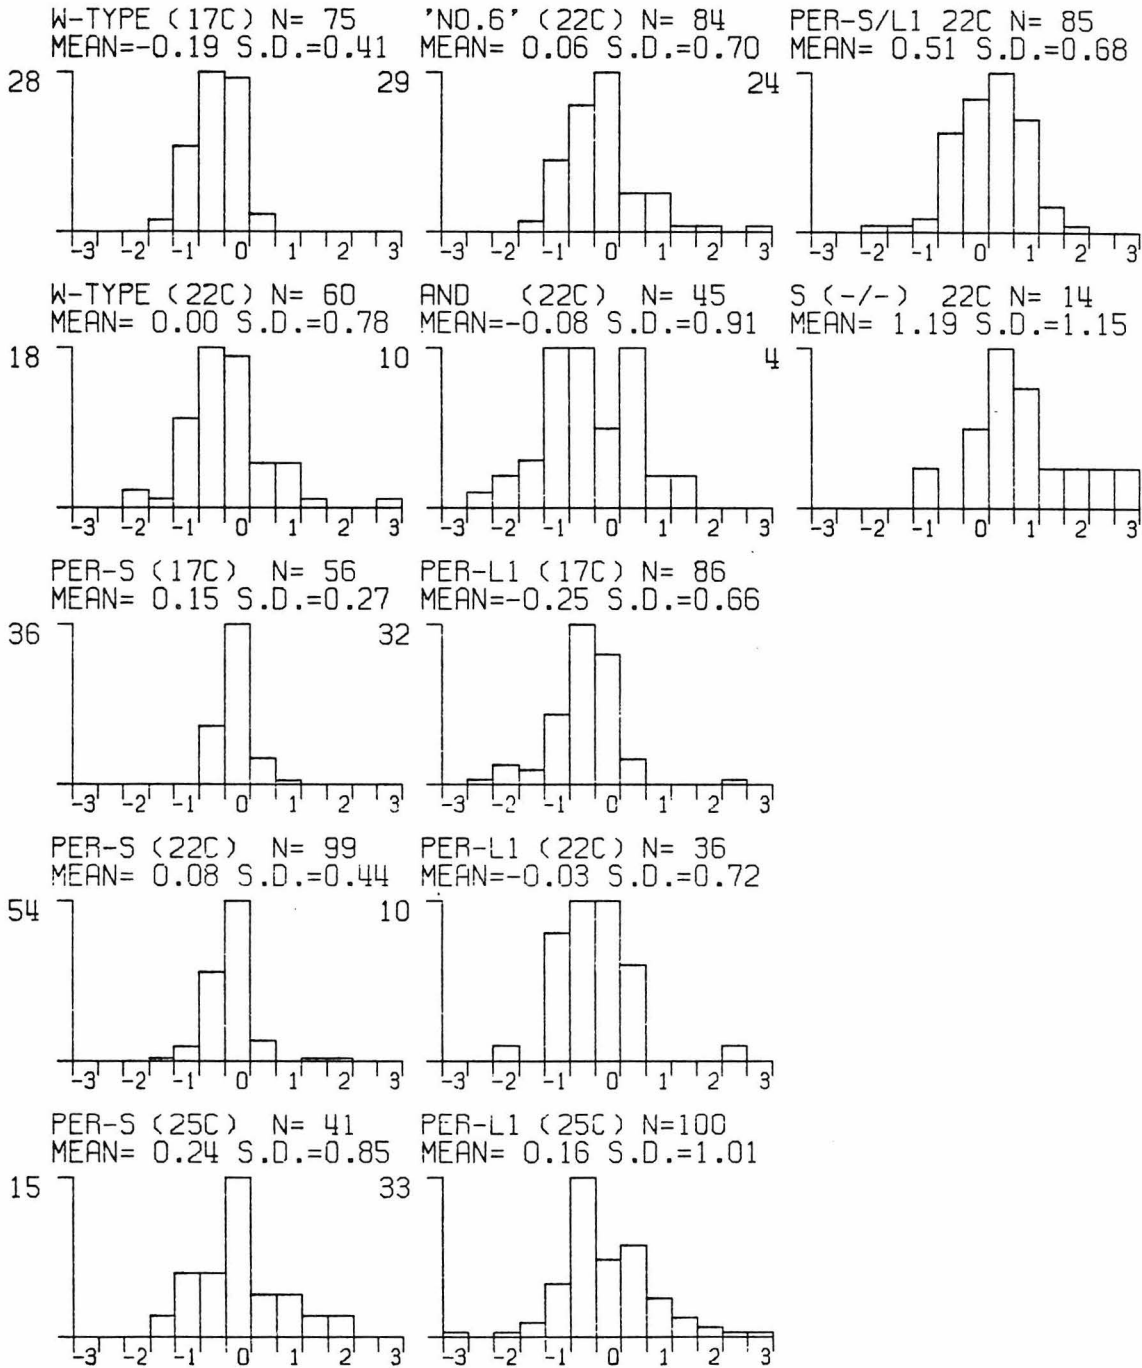 W-TYPE (17C) N= 75
MEAN=-0.19 S.D.=0.41
28
-3 -2 -1 0 1 2 3
'NO.6' (22C) N= 84
MEAN= 0.06 S.D.=0.70
29
-3 -2 -1 0 1 2 3
PER-S/L1 22C N= 85
MEAN= 0.51 S.D.=0.68
24
-3 -2 -1 0 1 2 3
W-TYPE (22C) N= 60
MEAN= 0.00 S.D.=0.78
18
-3 -2 -1 0 1 2 3
AND (22C) N= 45
MEAN=-0.08 S.D.=0.91
10
-3 -2 -1 0 1 2 3
S (-/-) 22C N= 14
MEAN= 1.19 S.D.=1.15
4
-3 -2 -1 0 1 2 3
PER-S (17C) N= 56
MEAN= 0.15 S.D.=0.27
36
-3 -2 -1 0 1 2 3
PER-L1 (17C) N= 86
MEAN=-0.25 S.D.=0.66
32
-3 -2 -1 0 1 2 3
PER-S (22C) N= 99
MEAN= 0.08 S.D.=0.44
54
-3 -2 -1 0 1 2 3
PER-L1 (22C) N= 36
MEAN=-0.03 S.D.=0.72
10
-3 -2 -1 0 1 2 3
PER-S (25C) N= 41
MEAN= 0.24 S.D.=0.85
15
-3 -2 -1 0 1 2 3
PER-L1 (25C) N=100
MEAN= 0.16 S.D.=1.01
33
-3 -2 -1 0 1 2 3